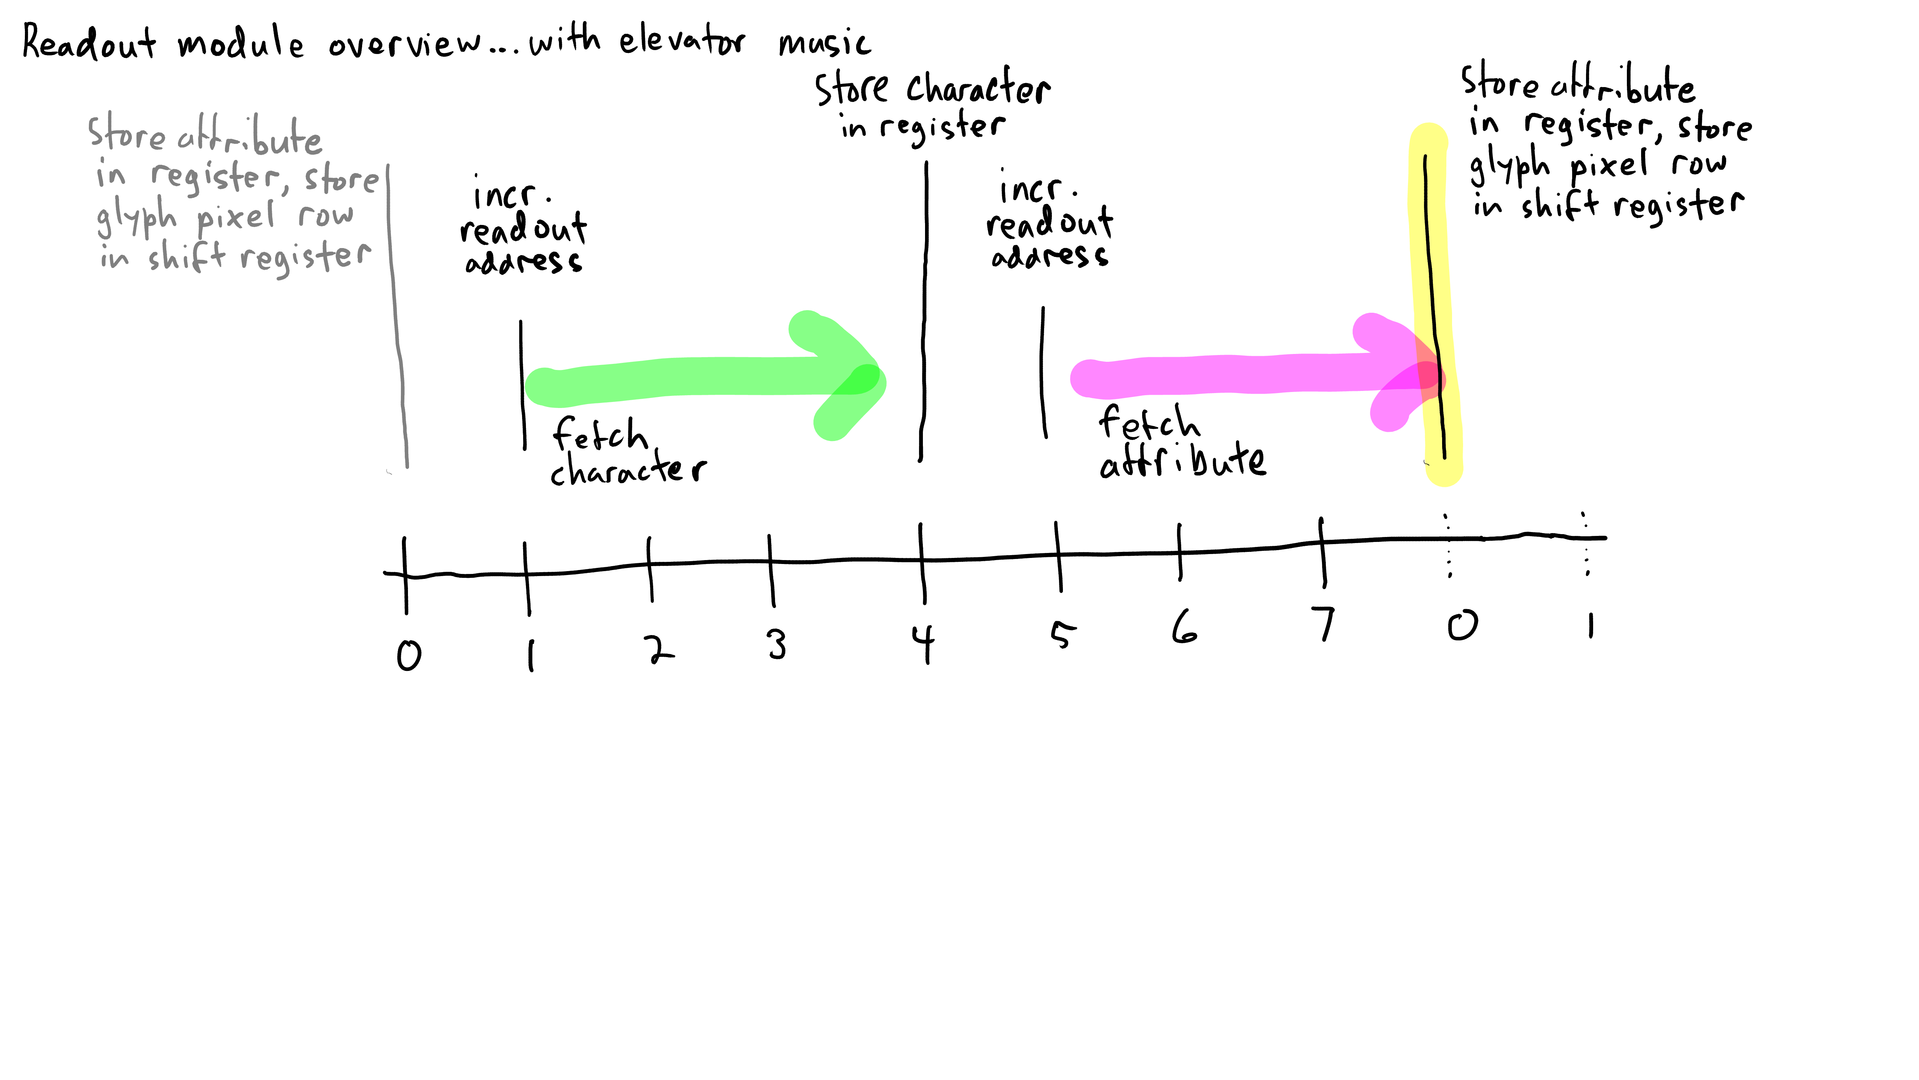 Readout module overview...with elevator music
Store attribute
in register, store
glyph pixel row
in shift register
incr.
readout
address
Store character
in register
incr.
readout
address
Store attribute
in register, store
glyph pixel row
in shift register
fetch
character
fetch
attribute
0 1 2 3 4 5 6 7 0 1